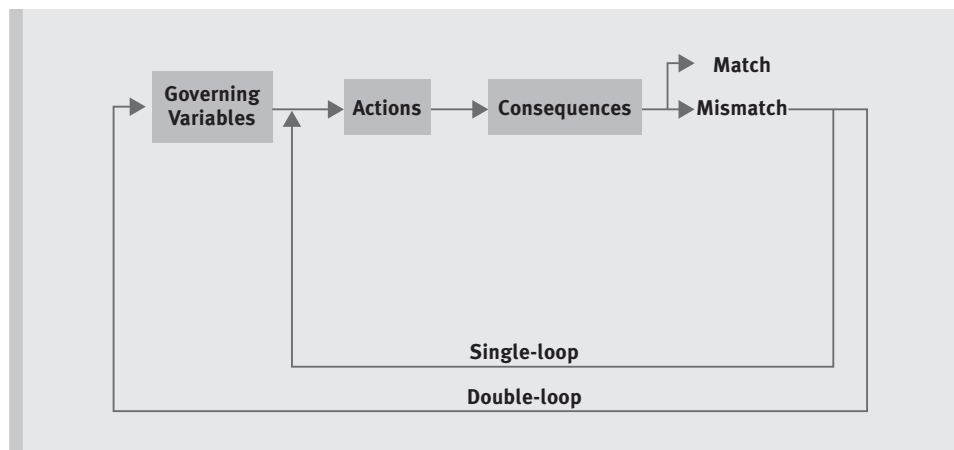 Match
Governing
Variables
Actions
Consequences
Mismatch
Single-loop
Double-loop